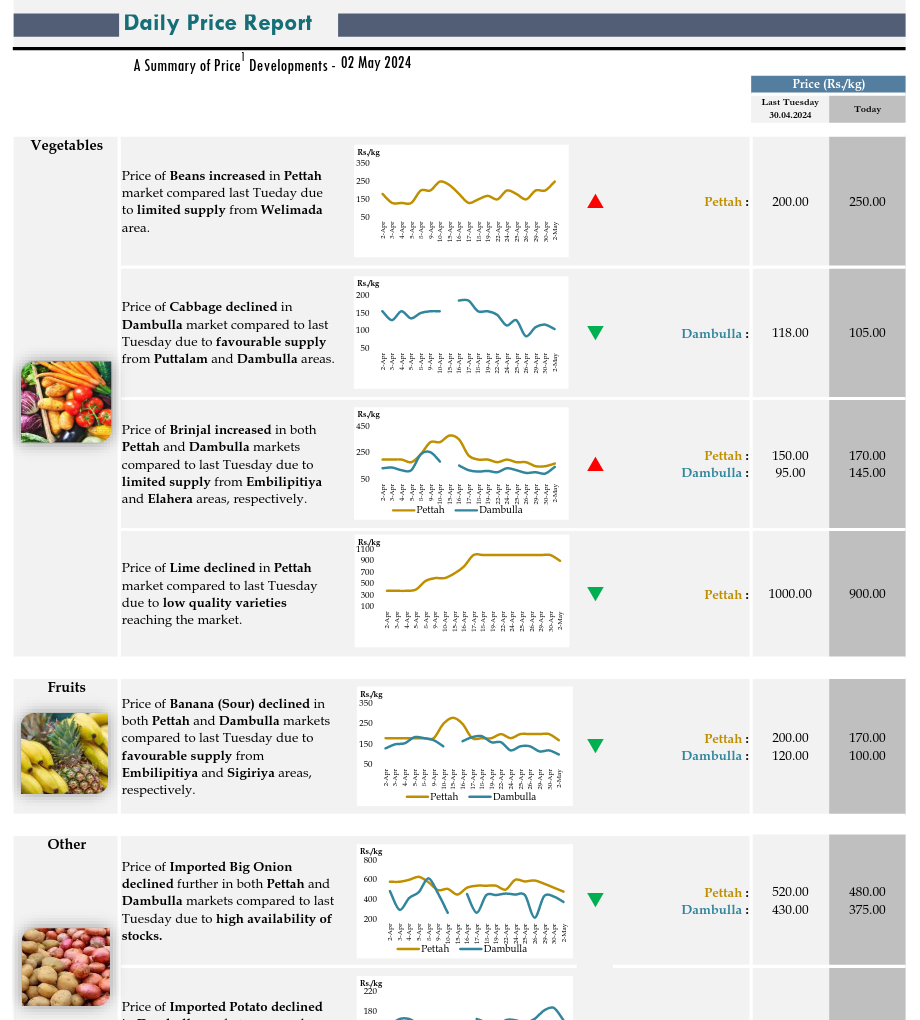 Daily Price Report
A Summary of Price1 Developments - 02 May 2024
Price (Rs./kg)
Last Tuesday
30.04.2024
Today
Vegetables
Price of Beans increased in Pettah
market compared last Tueday due
to limited supply from Welimada
area.
Rs./kg
350
250
150
50
2-Apr 3-Apr 4-Apr 5-Apr 8-Apr 9-Apr 10-Apr 15-Apr 16-Apr 17-Apr 18-Apr 19-Apr 22-Apr 24-Apr 25-Apr 26-Apr 29-Apr 30-Apr 2-May
Pettah : 200.00 250.00
Price of Cabbage declined in
Dambulla market compared to last
Tuesday due to favourable supply
from Puttalam and Dambulla areas.
Rs./kg
200
150
100
50
2-Apr 3-Apr 4-Apr 5-Apr 8-Apr 9-Apr 10-Apr 15-Apr 16-Apr 17-Apr 18-Apr 19-Apr 22-Apr 24-Apr 25-Apr 26-Apr 29-Apr 30-Apr 2-May
Dambulla : 118.00 105.00
Price of Brinjal increased in both
Pettah and Dambulla markets
compared to last Tuesday due to
limited supply from Embilipitiya
and Elahera areas, respectively.
Rs./kg
450
250
50
2-Apr 3-Apr 4-Apr 5-Apr 8-Apr 9-Apr 10-Apr 15-Apr 16-Apr 17-Apr 18-Apr 19-Apr 22-Apr 24-Apr 25-Apr 26-Apr 29-Apr 30-Apr 2-May
Pettah Dambulla
Pettah : 150.00 170.00
Dambulla : 95.00 145.00
Price of Lime declined in Pettah
market compared to last Tuesday
due to low quality varieties
reaching the market.
Rs./kg
1100
900
700
500
300
100
2-Apr 3-Apr 4-Apr 5-Apr 8-Apr 9-Apr 10-Apr 15-Apr 16-Apr 17-Apr 18-Apr 19-Apr 22-Apr 24-Apr 25-Apr 26-Apr 29-Apr 30-Apr 2-May
Pettah : 1000.00 900.00
Fruits
Price of Banana (Sour) declined in
both Pettah and Dambulla markets
compared to last Tuesday due to
favourable supply from
Embilipitiya and Sigiriya areas,
respectively.
Rs./kg
350
250
150
50
2-Apr 3-Apr 4-Apr 5-Apr 8-Apr 9-Apr 10-Apr 15-Apr 16-Apr 17-Apr 18-Apr 19-Apr 22-Apr 24-Apr 25-Apr 26-Apr 29-Apr 30-Apr 2-May
Pettah Dambulla
Pettah : 200.00 170.00
Dambulla : 120.00 100.00
Other
Price of Imported Big Onion
declined further in both Pettah and
Dambulla markets compared to last
Tuesday due to high availability of
stocks.
Rs./kg
800
600
400
200
2-Apr 3-Apr 4-Apr 5-Apr 8-Apr 9-Apr 10-Apr 15-Apr 16-Apr 17-Apr 18-Apr 19-Apr 22-Apr 24-Apr 25-Apr 26-Apr 29-Apr 30-Apr 2-May
Pettah Dambulla
Pettah : 520.00 480.00
Dambulla : 430.00 375.00
Price of Imported Potato declined
Rs./kg
220
180